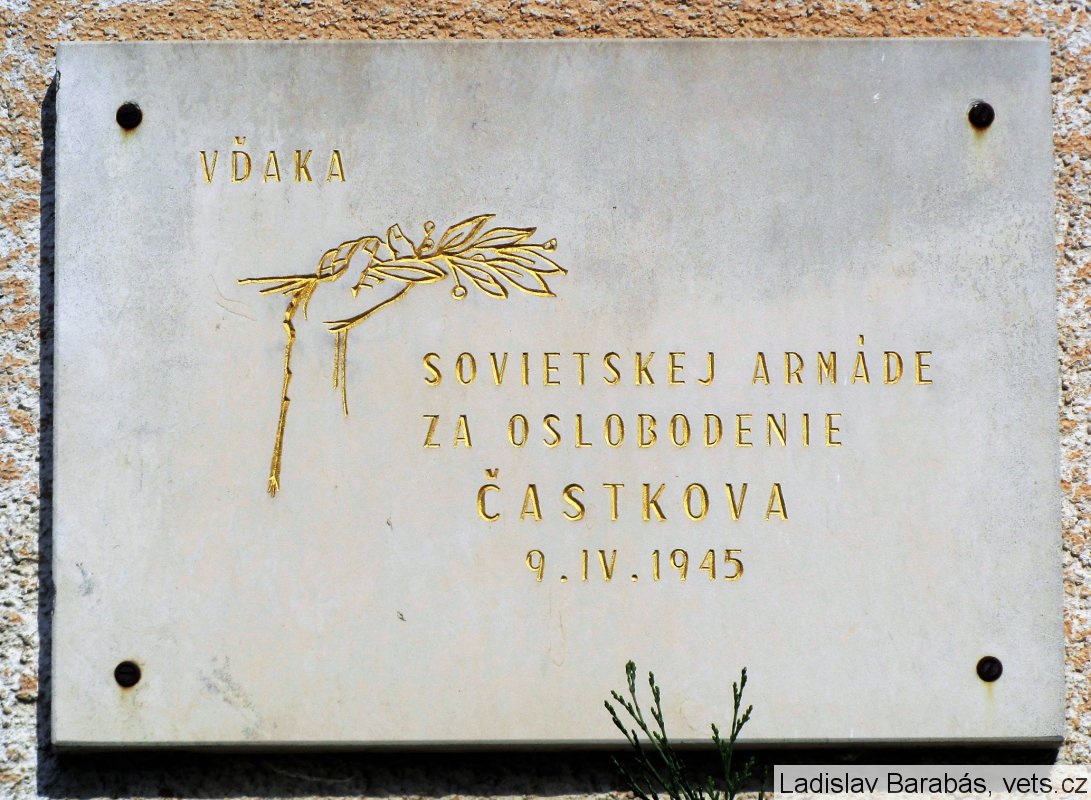 VĎAKA
SOVIETSKEJ ARMÁDE
ZA OSLOBODENIE
ČASTKOVA
9.IV.1945
Ladislav Barabás, vets.cz